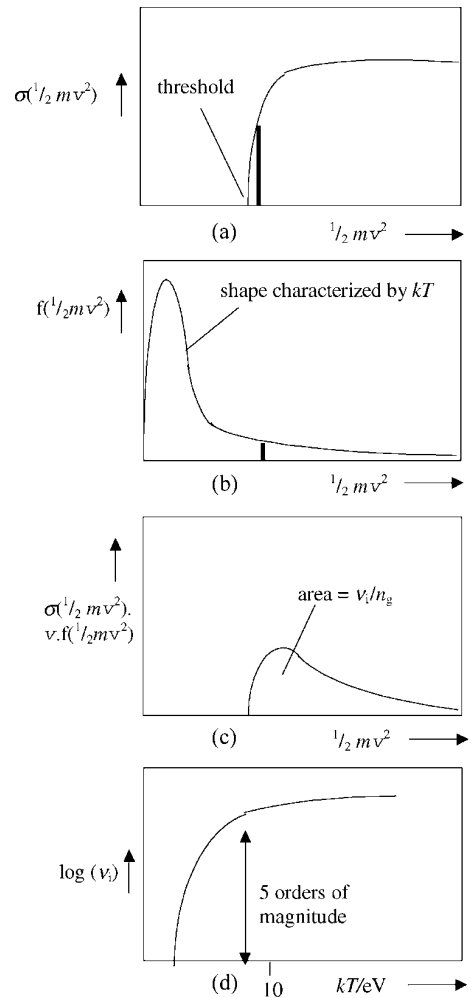 threshold
σ(¹/₂ mv²)
(a)
¹/₂ mv²
f(¹/₂mv²)
shape characterized by kT
(b)
¹/₂ mv²
area = νᵢ/n_g
σ(¹/₂ mv²).
v.f(¹/₂mv²)
(c)
¹/₂ mv²
log (νᵢ)
5 orders of
magnitude
(d)
10
kT/eV